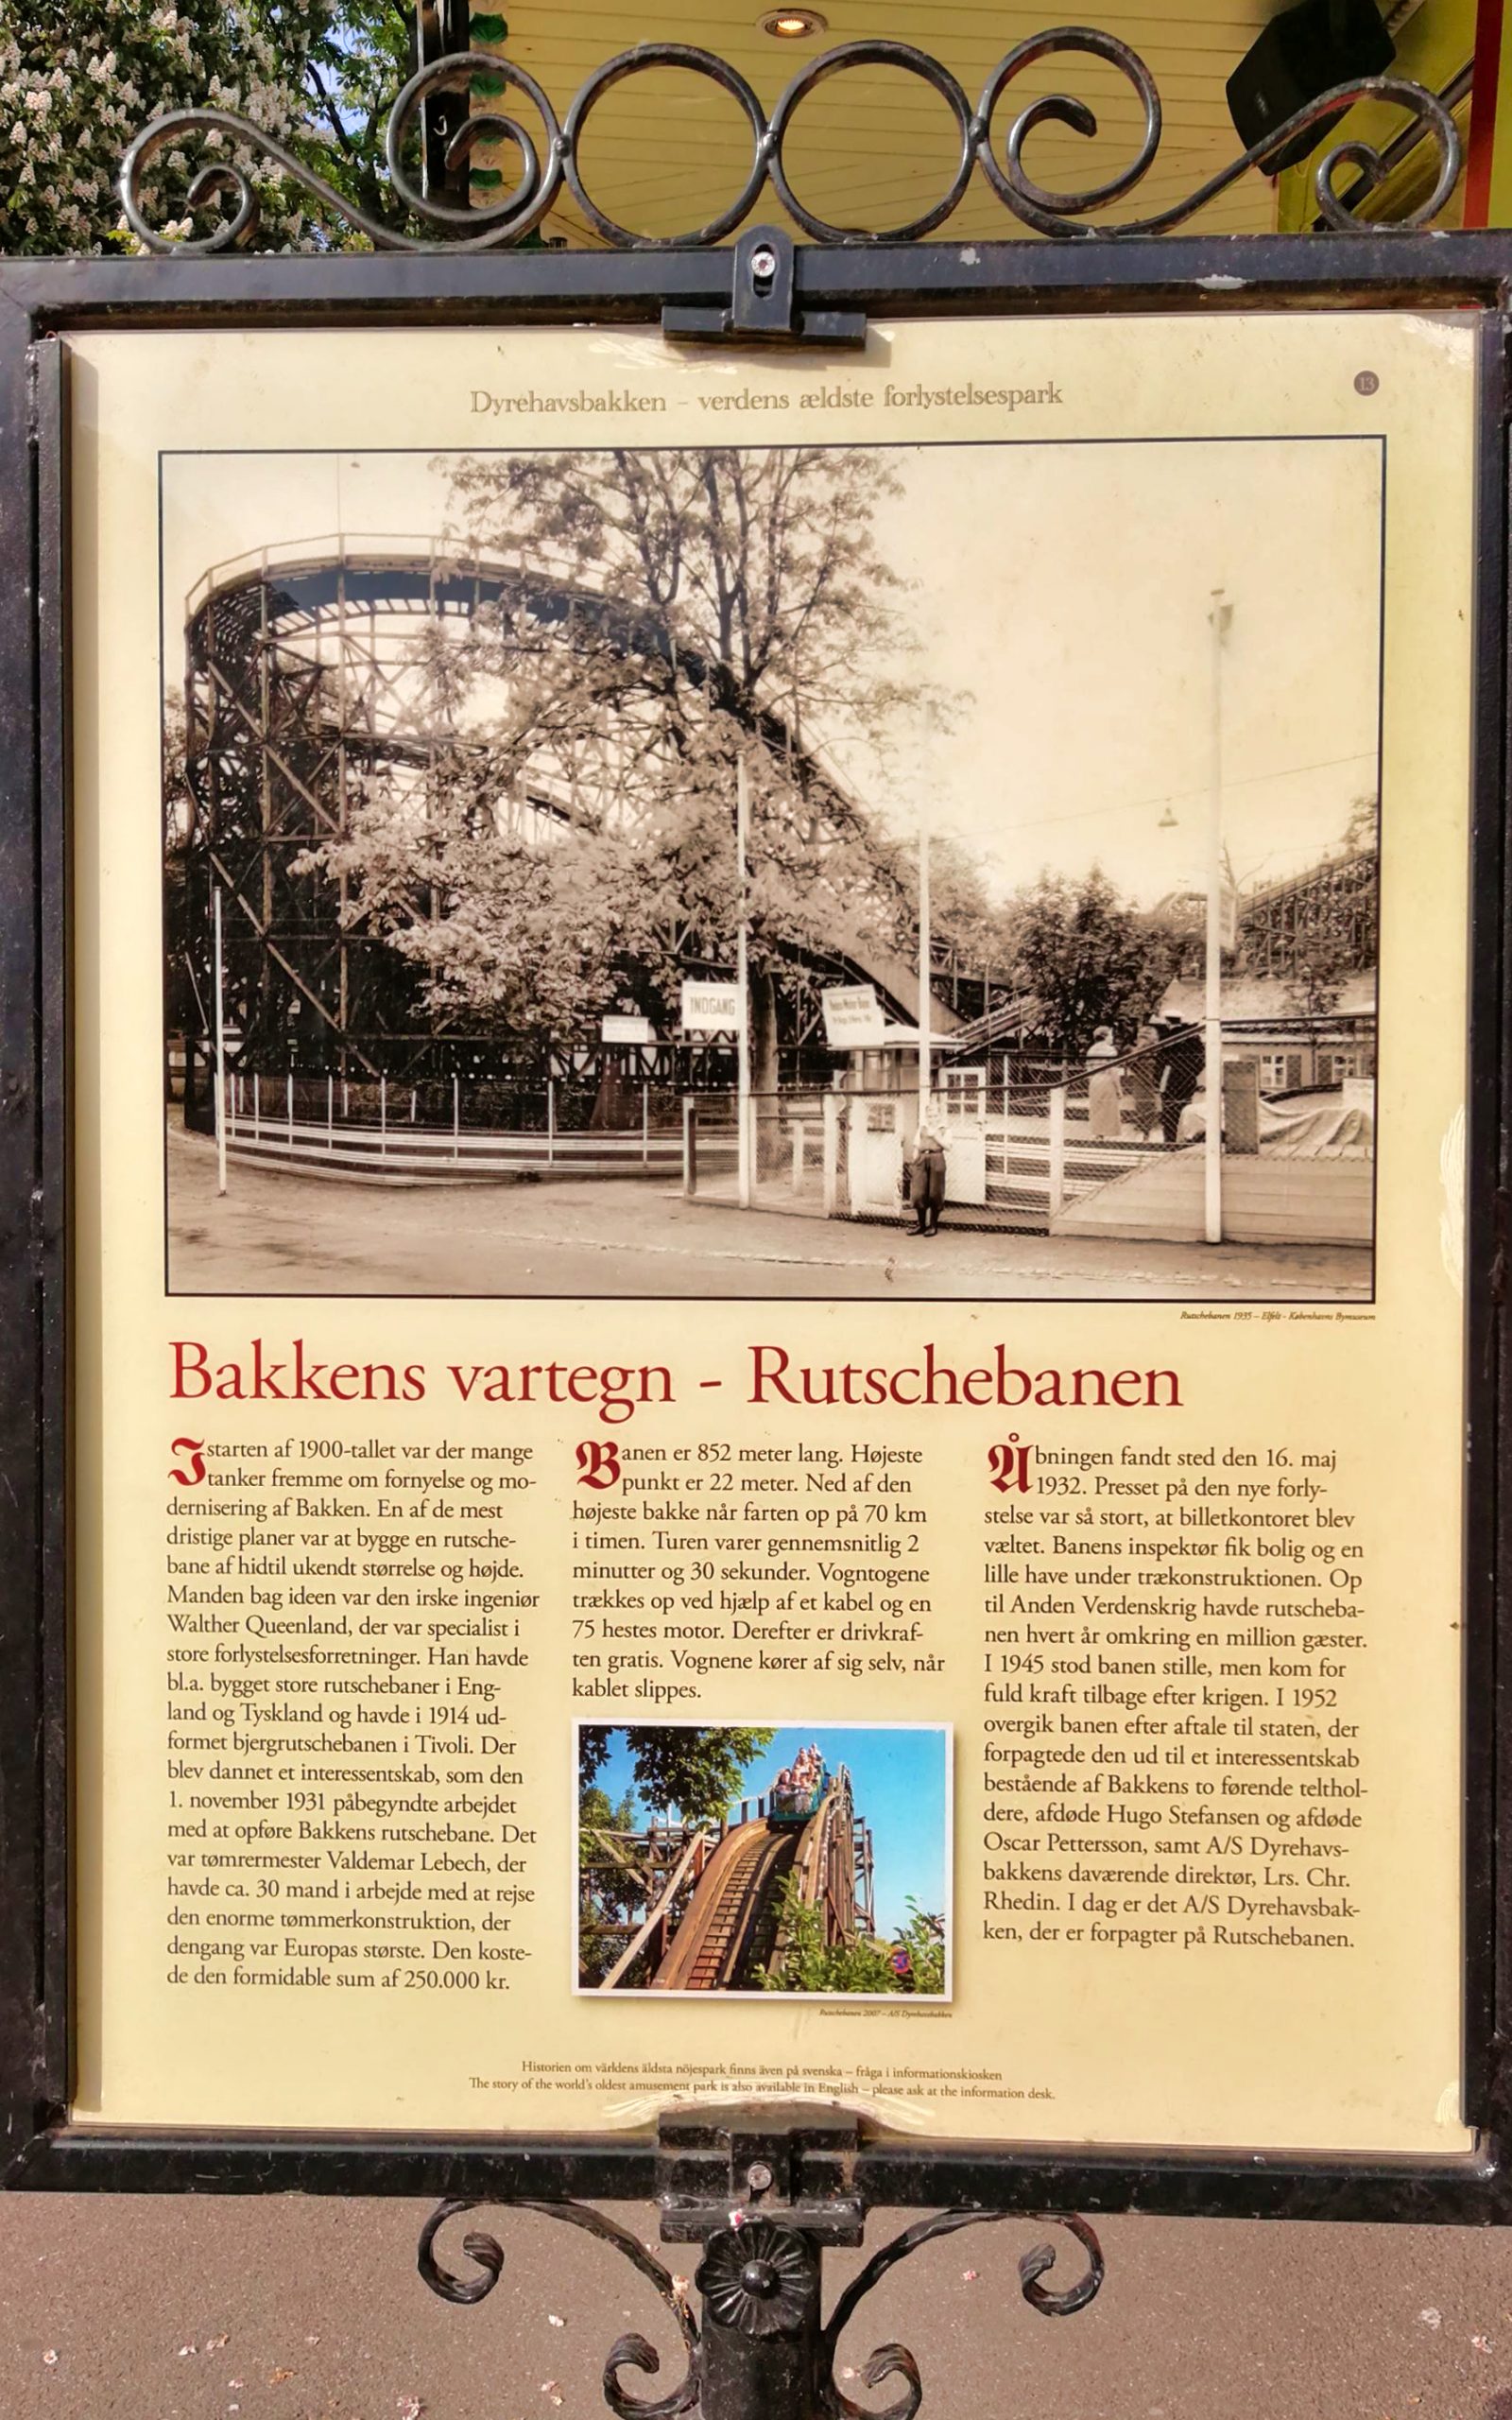 Dyrehavsbakken – verdens ældste forlystelsespark
13
INDGANG
Rutschebanen 1935 – Elfelt - Københavns Bymuseum
Bakkens vartegn - Rutschebanen
I starten af 1900-tallet var der mange
tanker fremme om fornyelse og mo-
dernisering af Bakken. En af de mest
dristige planer var at bygge en rutsche-
bane af hidtil ukendt størrelse og højde.
Manden bag ideen var den irske ingeniør
Walther Queenland, der var specialist i
store forlystelsesforretninger. Han havde
bl.a. bygget store rutschebaner i Eng-
land og Tyskland og havde i 1914 ud-
formet bjergrutschebanen i Tivoli. Der
blev dannet et interessentskab, som den
1. november 1931 påbegyndte arbejdet
med at opføre Bakkens rutschebane. Det
var tømrermester Valdemar Lebech, der
havde ca. 30 mand i arbejde med at rejse
den enorme tømmerkonstruktion, der
dengang var Europas største. Den koste-
de den formidable sum af 250.000 kr.
Banen er 852 meter lang. Højeste
punkt er 22 meter. Ned af den
højeste bakke når farten op på 70 km
i timen. Turen varer gennemsnitlig 2
minutter og 30 sekunder. Vogntogene
trækkes op ved hjælp af et kabel og en
75 hestes motor. Derefter er drivkraf-
ten gratis. Vognene kører af sig selv, når
kablet slippes.
Rutschebanen 2007 – A/S Dyrehavsbakken
Åbningen fandt sted den 16. maj
1932. Presset på den nye forly-
stelse var så stort, at billetkontoret blev
væltet. Banens inspektør fik bolig og en
lille have under trækonstruktionen. Op
til Anden Verdenskrig havde rutscheba-
nen hvert år omkring en million gæster.
I 1945 stod banen stille, men kom for
fuld kraft tilbage efter krigen. I 1952
overgik banen efter aftale til staten, der
forpagtede den ud til et interessentskab
bestående af Bakkens to førende telthol-
dere, afdøde Hugo Stefansen og afdøde
Oscar Pettersson, samt A/S Dyrehavs-
bakkens daværende direktør, Lrs. Chr.
Rhedin. I dag er det A/S Dyrehavsbak-
ken, der er forpagter på Rutschebanen.
Historien om världens äldsta nöjespark finns även på svenska – fråga i informationskiosken
The story of the world's oldest amusement park is also available in English – please ask at the information desk.